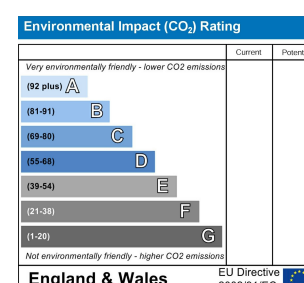 Environmental Impact (CO₂) Rating
Current Potent
Very environmentally friendly - lower CO2 emissions
(92 plus) A
(81-91) B
(69-80) C
(55-68) D
(39-54) E
(21-38) F
(1-20) G
Not environmentally friendly - higher CO2 emissions
England & Wales
EU Directive